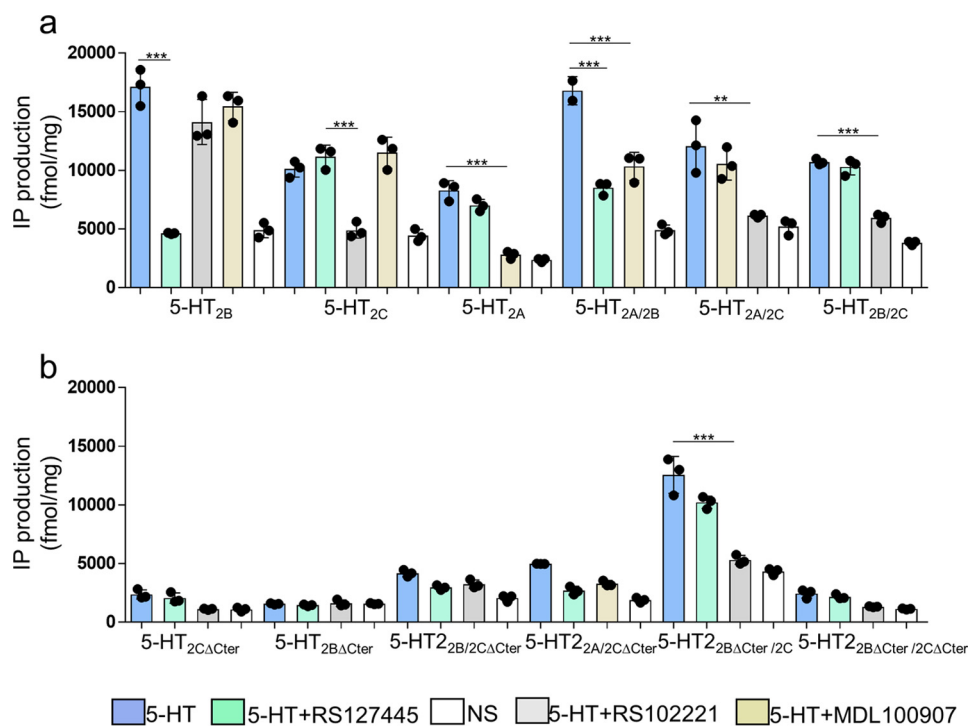 a
IP production
(fmol/mg)
20000
15000
10000
5000
0
***
***
***
***
***
**
***
5-HT2B
5-HT2C
5-HT2A
5-HT2A/2B
5-HT2A/2C
5-HT2B/2C
b
IP production
(fmol/mg)
20000
15000
10000
5000
0
***
5-HT2CΔCter
5-HT2BΔCter
5-HT22B/2CΔCter
5-HT22A/2CΔCter
5-HT22BΔCter /2C
5-HT22BΔCter /2CΔCter
5-HT
5-HT+RS127445
NS
5-HT+RS102221
5-HT+MDL100907